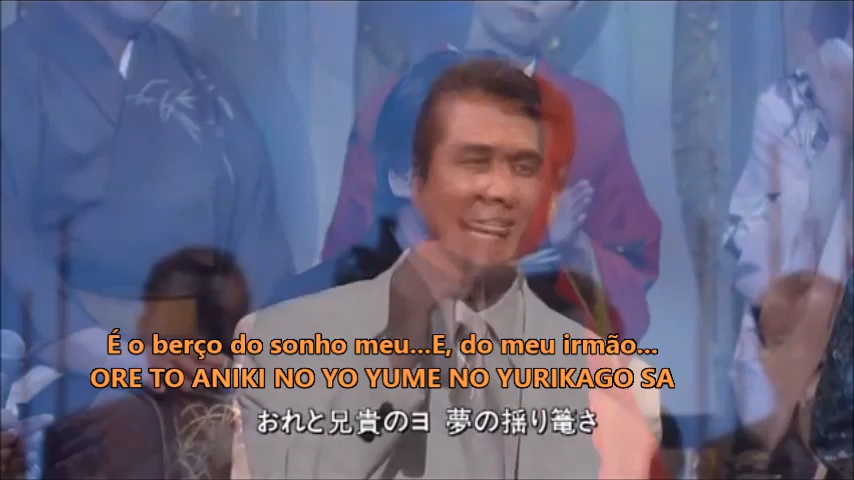 É o berço do sonho meu...E, do meu irmão...
ORE TO ANIKI NO YO YUME NO YURIKAGO SA
おれと兄貴のヨ 夢の揺り篭さ